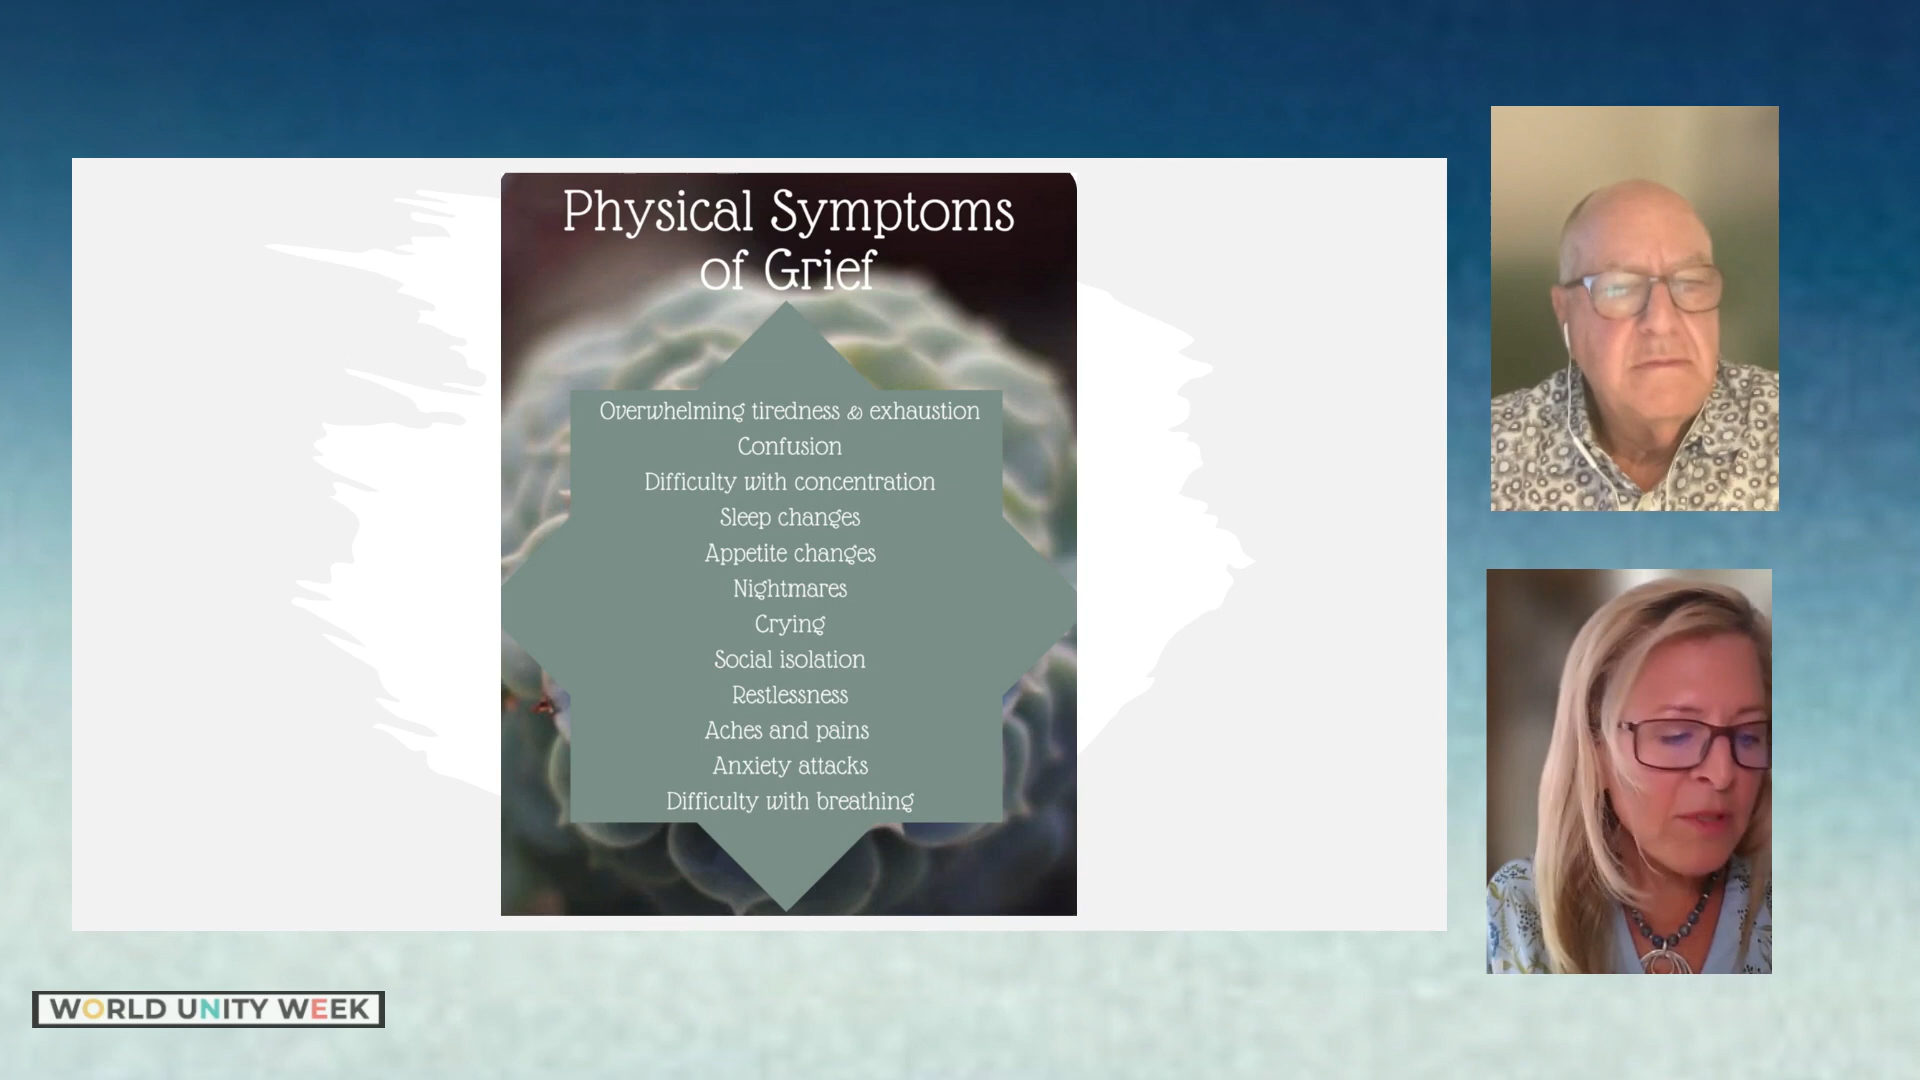 Physical Symptoms
of Grief
Overwhelming tiredness & exhaustion
Confusion
Difficulty with concentration
Sleep changes
Appetite changes
Nightmares
Crying
Social isolation
Restlessness
Aches and pains
Anxiety attacks
Difficulty with breathing
WORLD UNITY WEEK